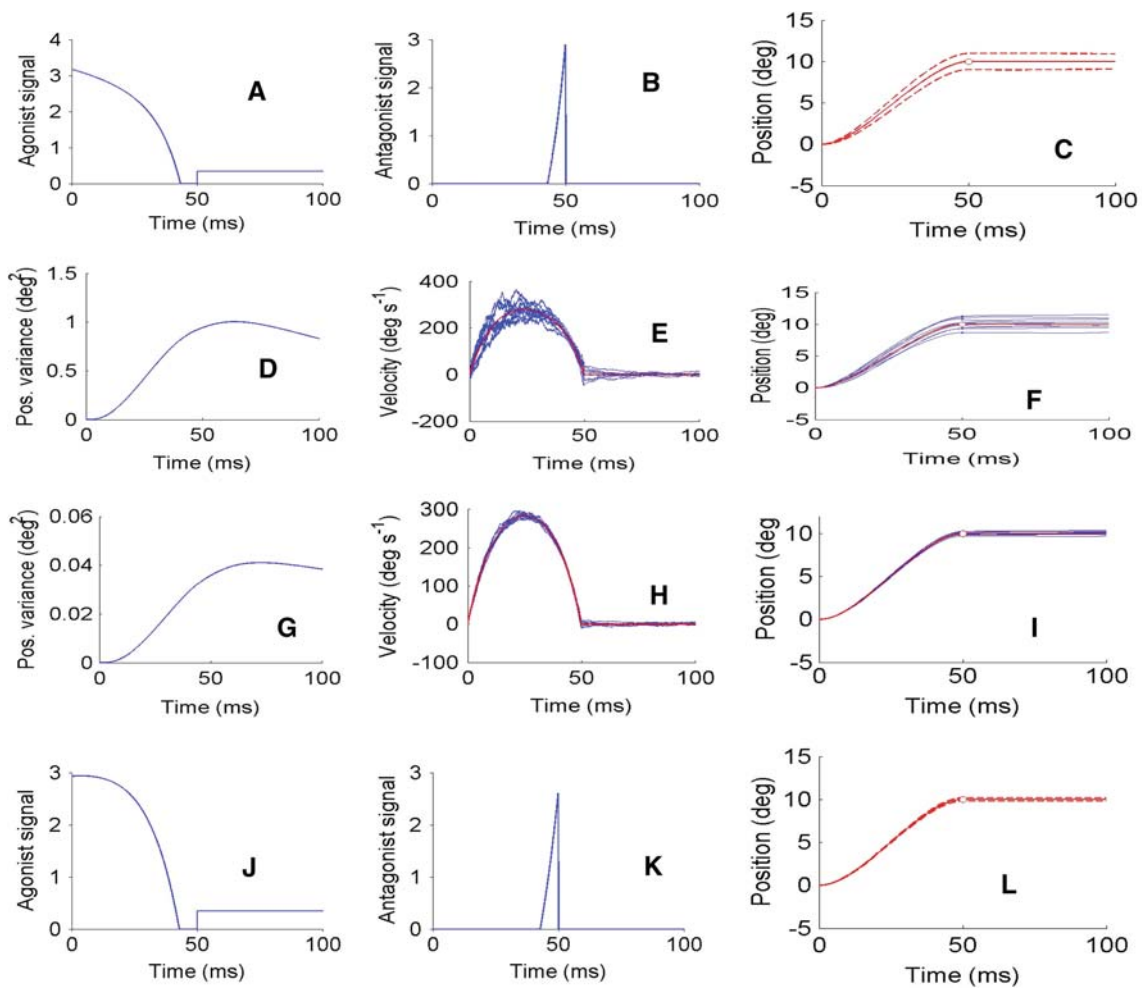 4
3
2
1
0
Agonist signal
A
0
50
100
Time (ms)
3
2
1
0
Antagonist signal
B
0
50
100
Time (ms)
15
10
5
0
-5
Position (deg)
C
0
50
100
Time (ms)
1.5
1
0.5
0
Pos. variance (deg²)
D
0
50
100
Time (ms)
400
200
0
-200
Velocity (deg s⁻¹)
E
0
50
100
Time (ms)
15
10
5
0
-5
Position (deg)
F
0
50
100
Time (ms)
0.06
0.04
0.02
0
Pos. variance (deg²)
G
0
50
100
Time (ms)
300
200
100
0
-100
Velocity (deg s⁻¹)
H
0
50
100
Time (ms)
10
5
0
-5
Position (deg
I
0
50
100
Time (ms)
3
2
1
0
Agonist signal
J
0
50
100
Time (ms)
3
2
1
0
Antagonist signal
K
0
50
100
Time (ms)
15
10
5
0
-5
Position (deg)
L
0
50
100
Time (ms)